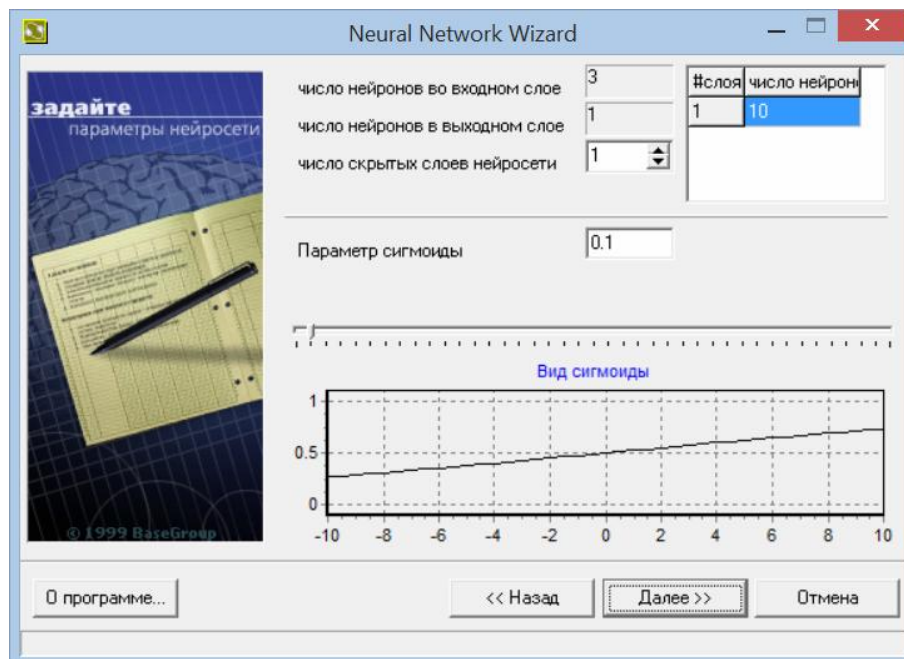 Neural Network Wizard
задайте
параметры нейросети
число нейронов во входном слое 3
число нейронов в выходном слое 1
число скрытых слоев нейросети 1
#слоя число нейроно
1 10
Параметр сигмоиды 0.1
Вид сигмоиды
1
0.5
0
-10 -8 -6 -4 -2 0 2 4 6 8 10
© 1999 BaseGroup
О программе... << Назад Далее >> Отмена